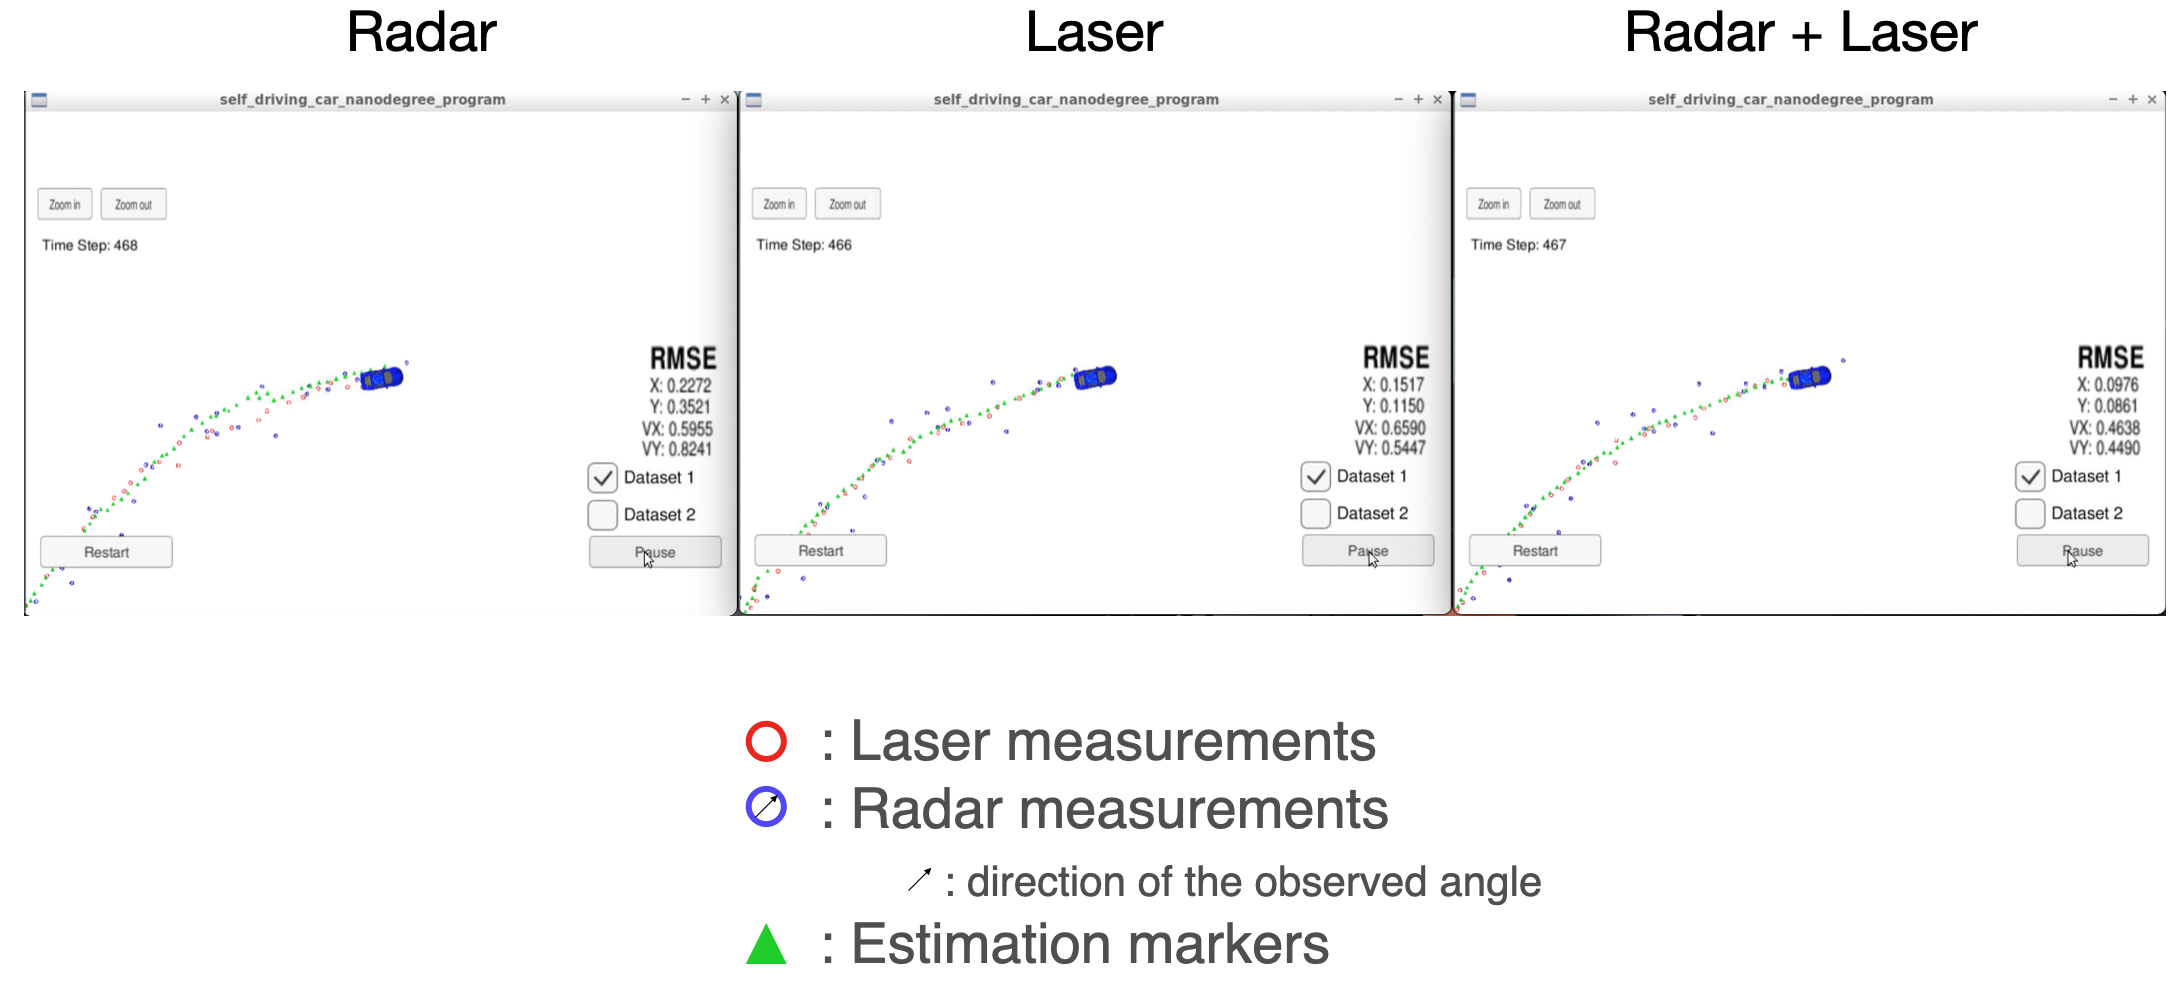 Radar
Laser
Radar + Laser
self_driving_car_nanodegree_program
Zoom in
Zoom out
Time Step: 468
RMSE
X: 0.2272
Y: 0.3521
VX: 0.5955
VY: 0.8241
Dataset 1
Dataset 2
Restart
Pause
self_driving_car_nanodegree_program
Zoom in
Zoom out
Time Step: 466
RMSE
X: 0.1517
Y: 0.1150
VX: 0.6590
VY: 0.5447
Dataset 1
Dataset 2
Restart
Pause
self_driving_car_nanodegree_program
Zoom in
Zoom out
Time Step: 467
RMSE
X: 0.0976
Y: 0.0861
VX: 0.4638
VY: 0.4490
Dataset 1
Dataset 2
Restart
Pause
: Laser measurements
: Radar measurements
: direction of the observed angle
: Estimation markers